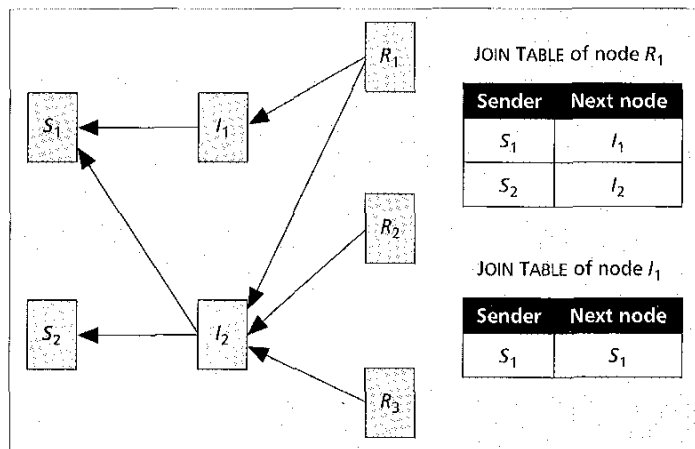 R1
S1
I1
R2
S2
I2
R3
JOIN TABLE of node R1
Sender Next node
S1 I1
S2 I2
JOIN TABLE of node I1
Sender Next node
S1 S1